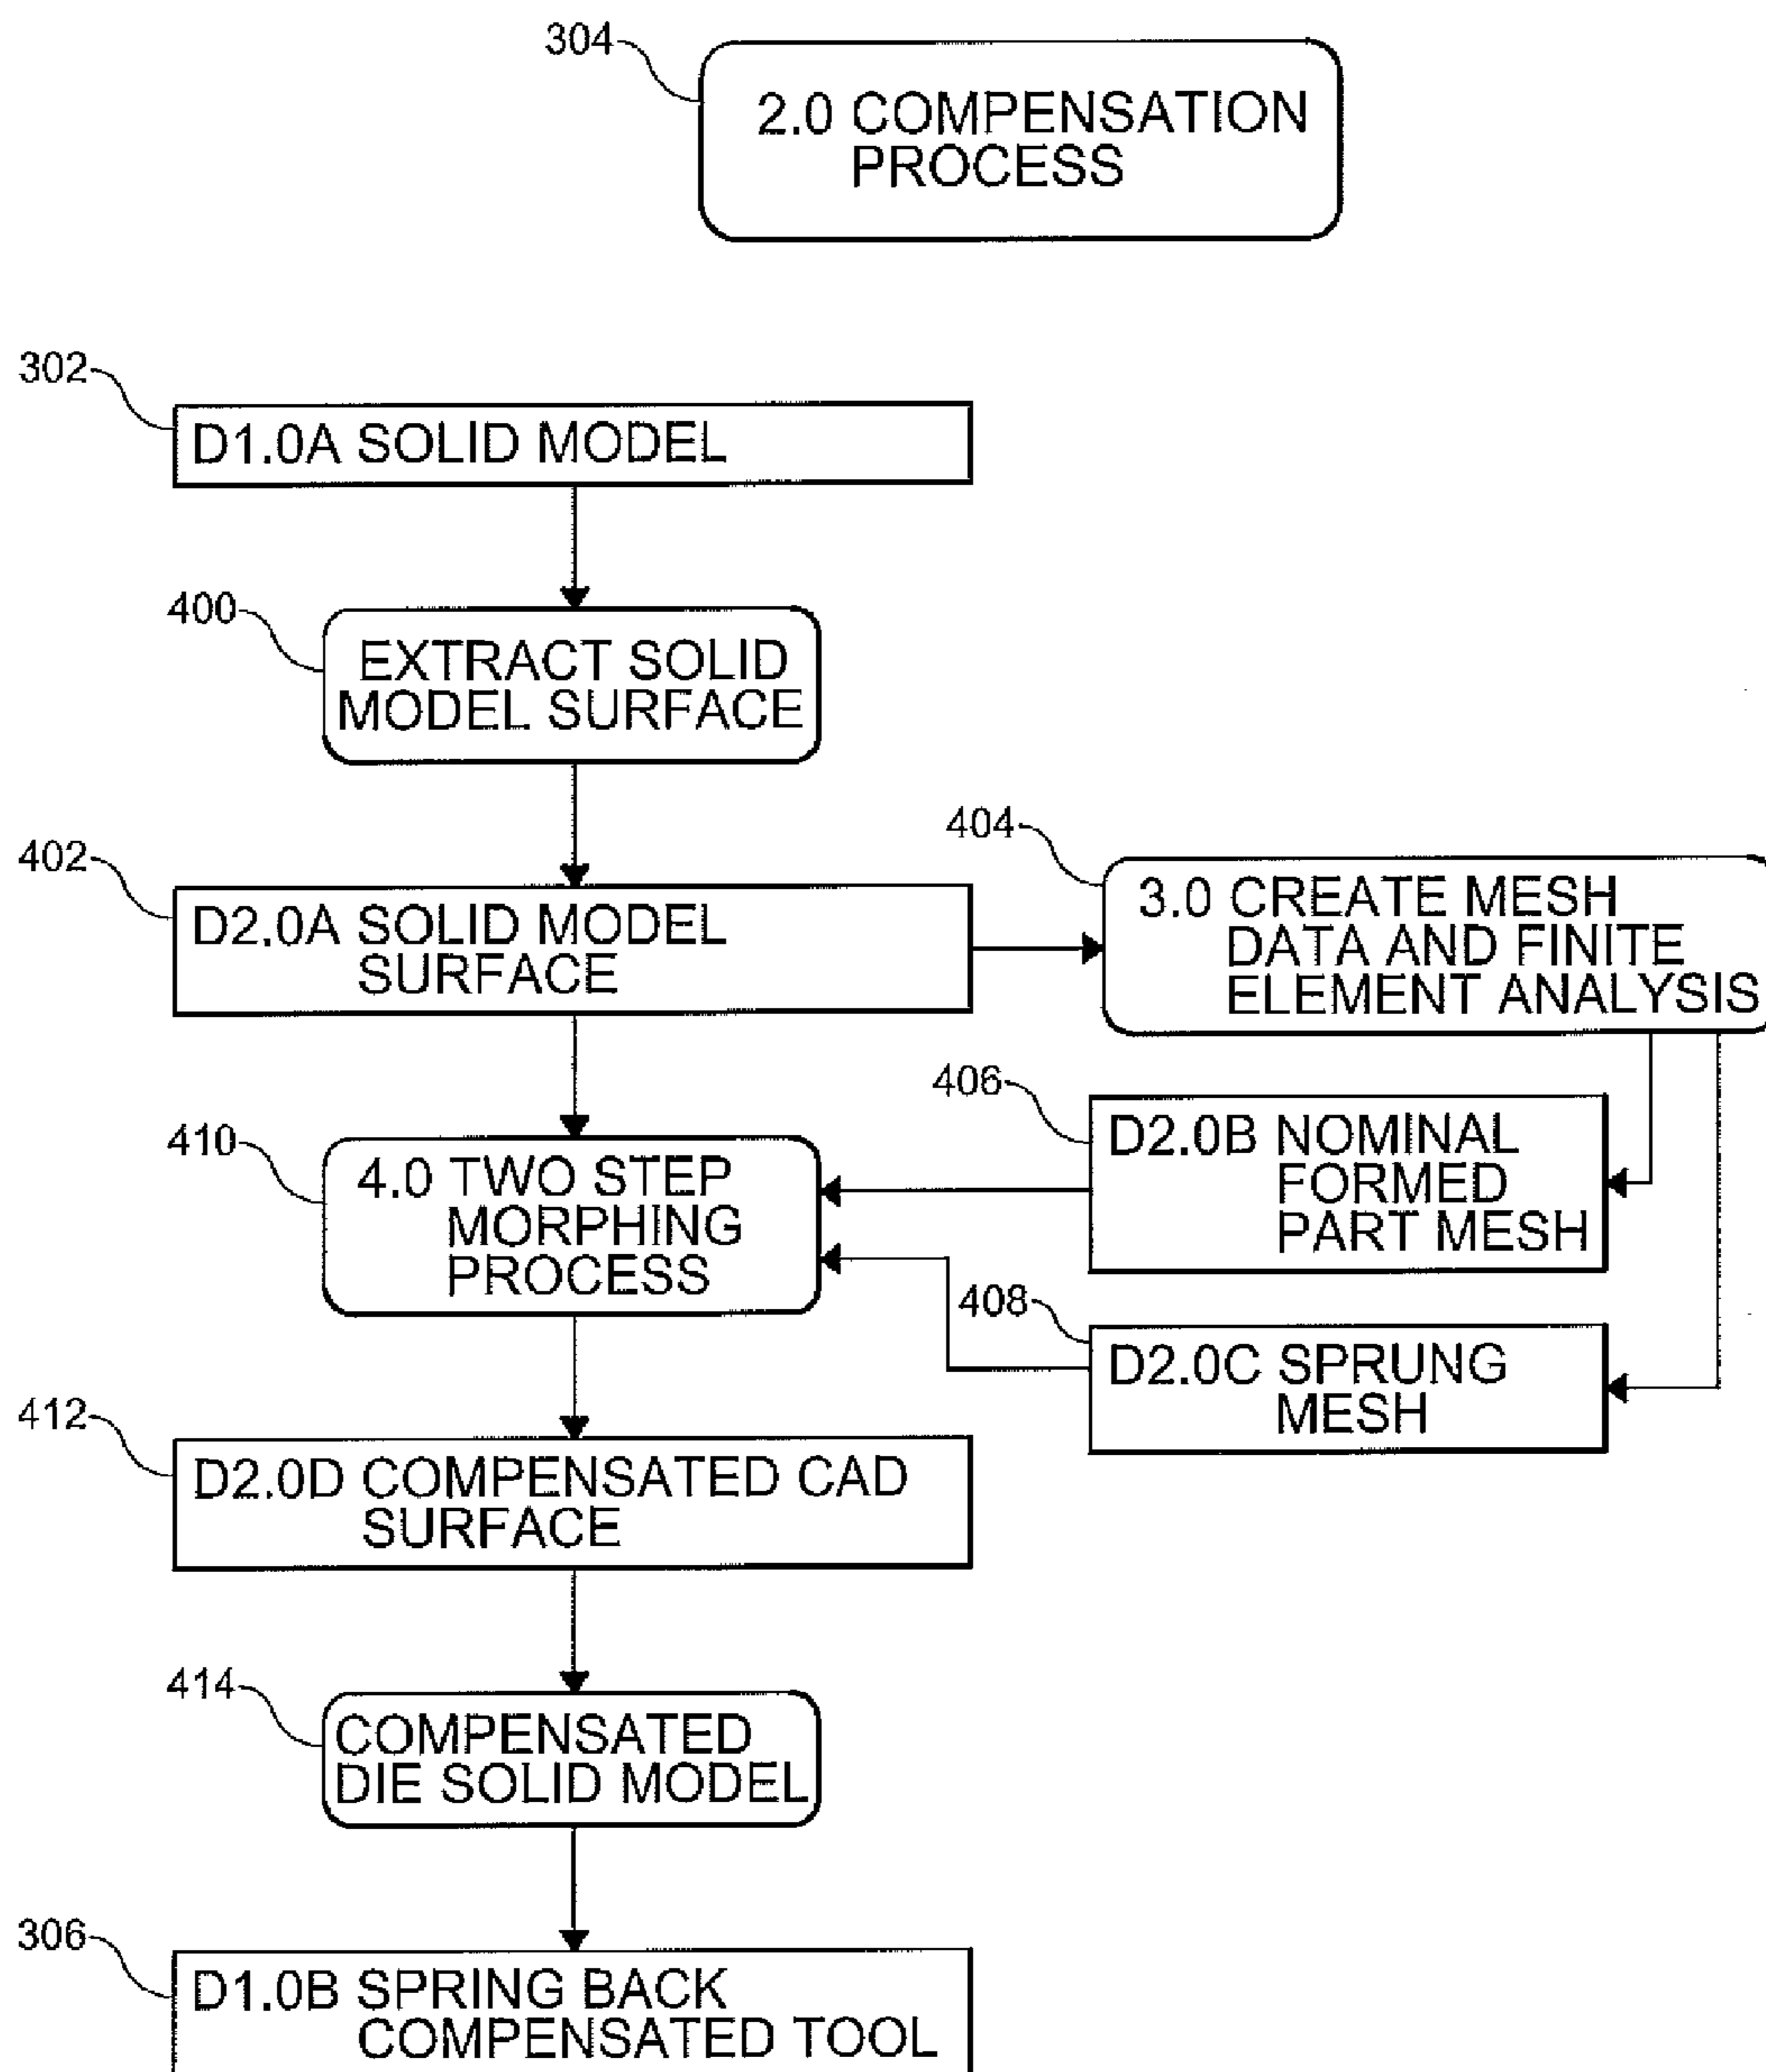 304
2.0 COMPENSATION
PROCESS
302
D1.0A SOLID MODEL
400
EXTRACT SOLID
MODEL SURFACE
402
D2.0A SOLID MODEL
SURFACE
404
3.0 CREATE MESH
DATA AND FINITE
ELEMENT ANALYSIS
406
D2.0B NOMINAL
FORMED
PART MESH
410
4.0 TWO STEP
MORPHING
PROCESS
408
D2.0C SPRUNG
MESH
412
D2.0D COMPENSATED CAD
SURFACE
414
COMPENSATED
DIE SOLID MODEL
306
D1.0B SPRING BACK
COMPENSATED TOOL